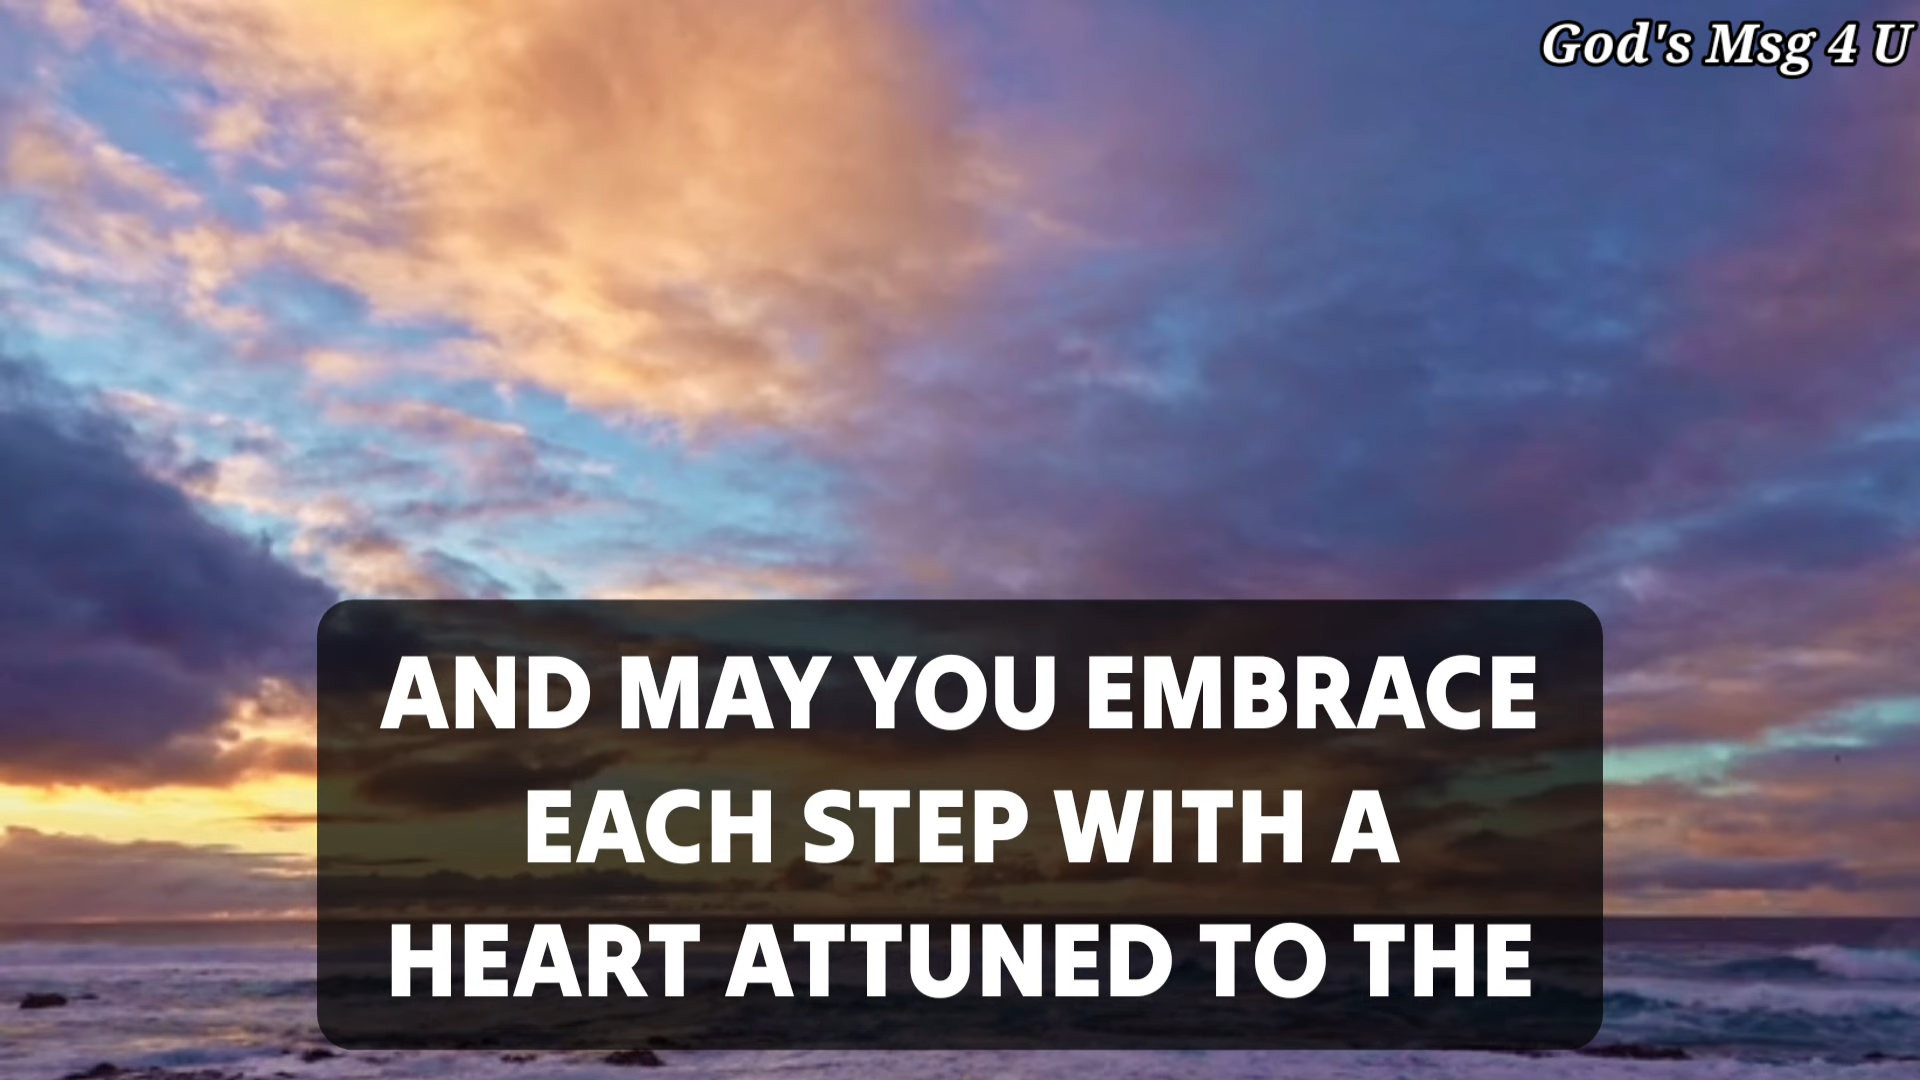 God's Msg 4 U
AND MAY YOU EMBRACE
EACH STEP WITH A
HEART ATTUNED TO THE